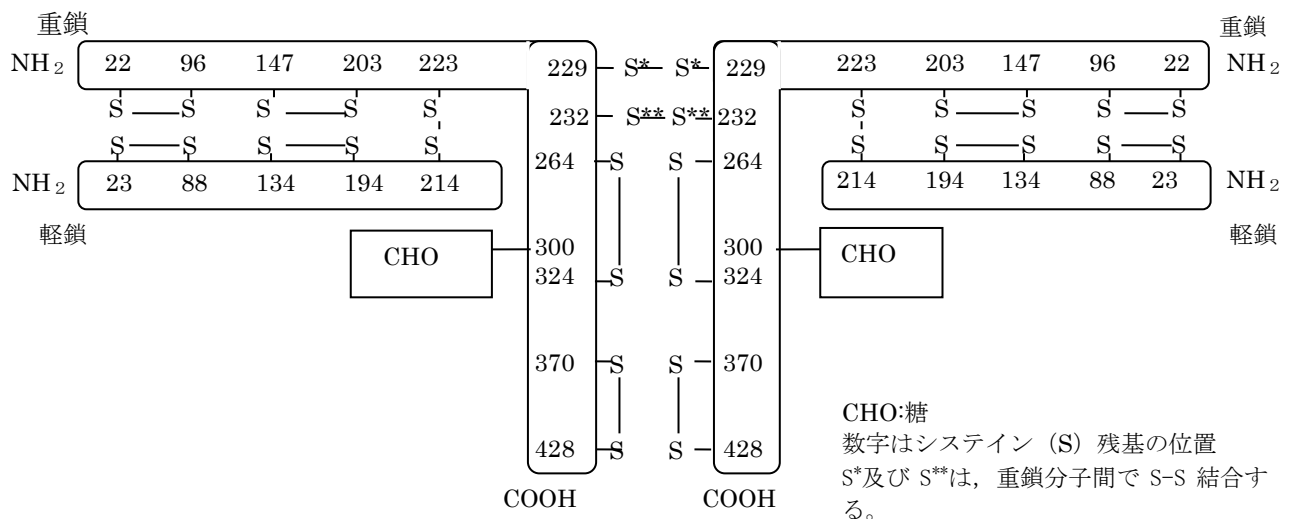 重鎖 重鎖
NH2 22 96 147 203 223 229 S* S* 229 223 203 147 96 22 NH2
S S S S S 232 S** S** 232 S S S S S
S S S S S S S S S S
NH2 23 88 134 194 214 264 S S 264 214 194 134 88 23 NH2
軽鎖 軽鎖
CHO 300 300 CHO
324 S S 324
370 S S 370
428 S S 428
COOH COOH
CHO:糖
数字はシステイン(S)残基の位置
S*及び S**は,重鎖分子間で S-S 結合す
る。